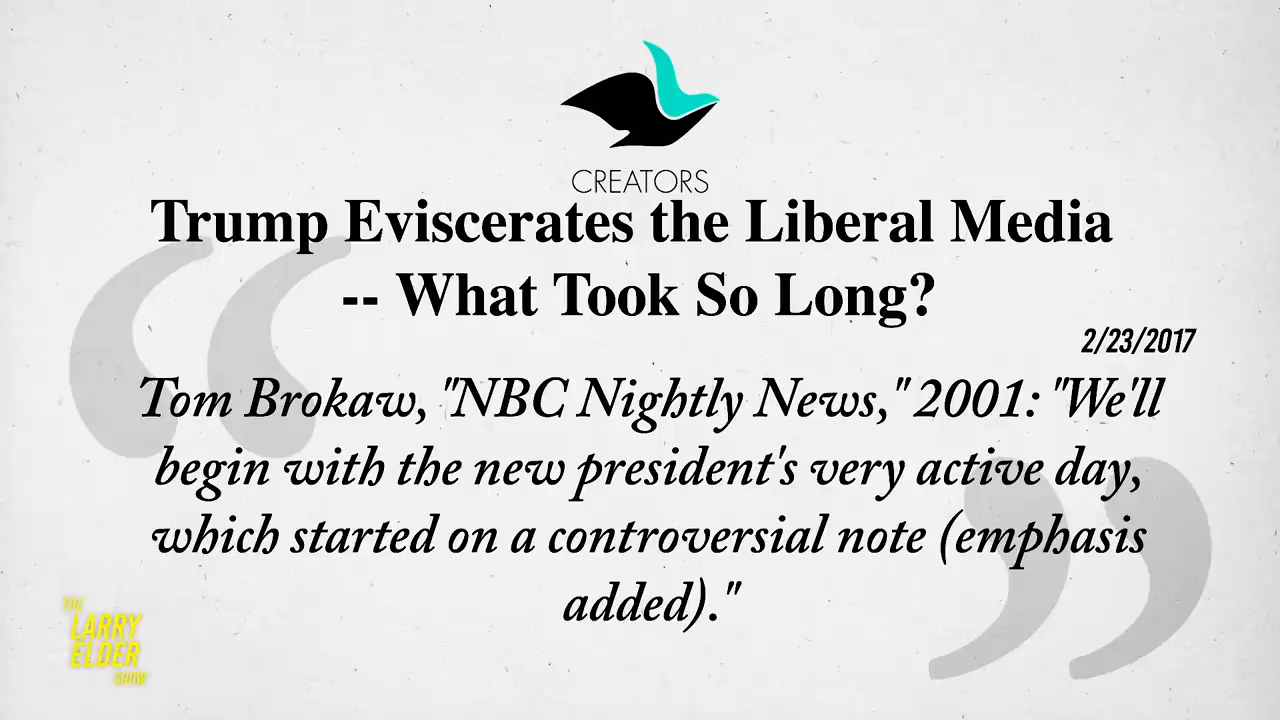 CREATORS
Trump Eviscerates the Liberal Media
-- What Took So Long?
2/23/2017
Tom Brokaw, "NBC Nightly News," 2001: "We'll
begin with the new president's very active day,
which started on a controversial note (emphasis
added)."
THE
LARRY
ELDER
SHOW